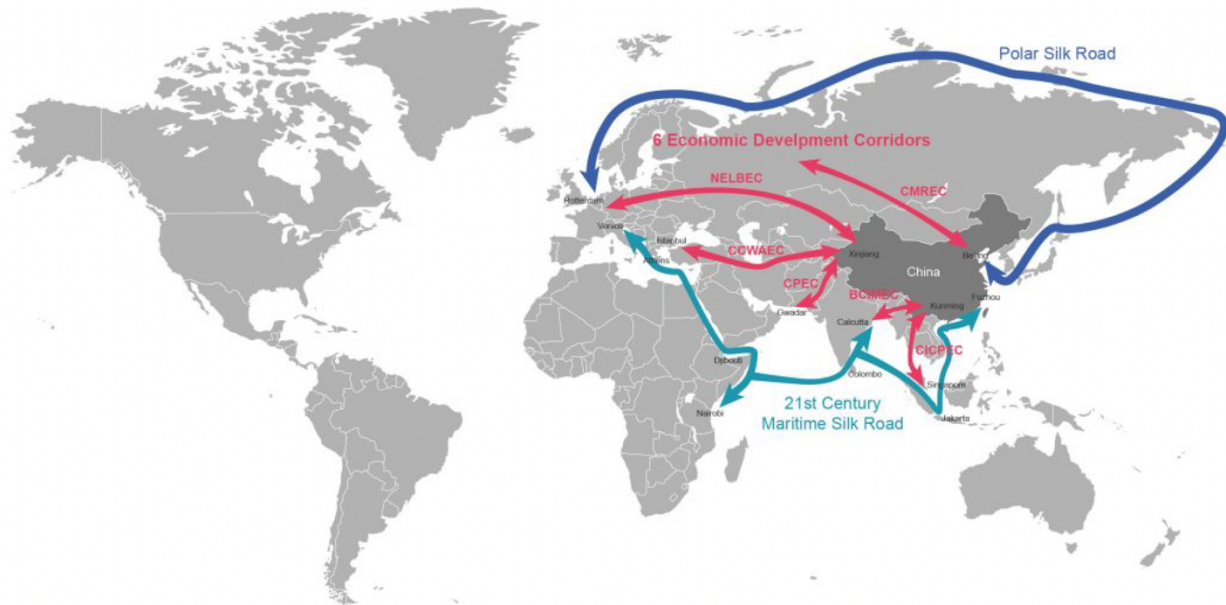 Polar Silk Road
6 Economic Develpment Corridors
NELBEC
CMREC
Rotterdam
Venice
Istanbul
Athens
CCWAEC
Xinjiang
Beijing
China
CPEC
BCIMEC
Fuzhou
Kunming
Gwadar
Calcutta
CICPEC
Djibouti
Colombo
Singapore
Nairobi
21st Century
Maritime Silk Road
Jakarta